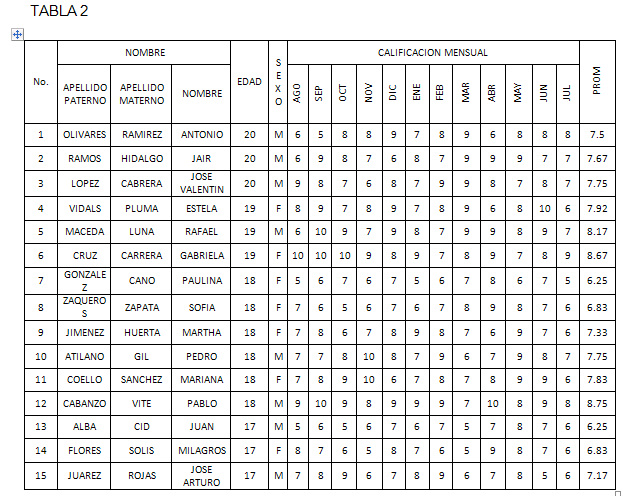 TABLA 2
No. NOMBRE EDAD SEXO CALIFICACION MENSUAL PROM
APELLIDO PATERNO APELLIDO MATERNO NOMBRE AGO SEP OCT NOV DIC ENE FEB MAR ABR MAY JUN JUL
1 OLIVARES RAMIREZ ANTONIO 20 M 6 5 8 8 9 7 8 9 6 8 8 8 7.5
2 RAMOS HIDALGO JAIR 20 M 6 9 8 7 6 8 7 9 9 9 7 7 7.67
3 LOPEZ CABRERA JOSE VALENTIN 20 M 9 8 7 6 8 7 9 9 8 7 8 7 7.75
4 VIDALS PLUMA ESTELA 19 F 8 9 7 8 9 7 8 9 6 8 10 6 7.92
5 MACEDA LUNA RAFAEL 19 M 6 10 9 7 9 8 7 9 9 8 9 7 8.17
6 CRUZ CARRERA GABRIELA 19 F 10 10 10 9 8 9 7 8 9 7 8 9 8.67
7 GONZALEZ CANO PAULINA 18 F 5 6 7 6 7 5 6 7 8 6 7 5 6.25
8 ZAQUEROS ZAPATA SOFIA 18 F 7 6 5 6 7 6 7 8 9 8 7 6 6.83
9 JIMENEZ HUERTA MARTHA 18 F 7 8 6 7 8 9 8 7 6 9 7 6 7.33
10 ATILANO GIL PEDRO 18 M 7 7 8 10 8 7 9 6 7 9 8 7 7.75
11 COELLO SANCHEZ MARIANA 18 F 7 8 9 10 6 7 8 7 8 9 9 6 7.83
12 CABANZO VITE PABLO 18 M 9 10 9 8 9 9 9 7 10 8 9 8 8.75
13 ALBA CID JUAN 17 M 5 6 5 6 7 6 7 5 7 8 7 6 6.25
14 FLORES SOLIS MILAGROS 17 F 8 7 6 5 8 7 6 5 9 8 7 6 6.83
15 JUAREZ ROJAS JOSE ARTURO 17 M 7 8 9 6 7 8 9 6 7 8 5 6 7.17